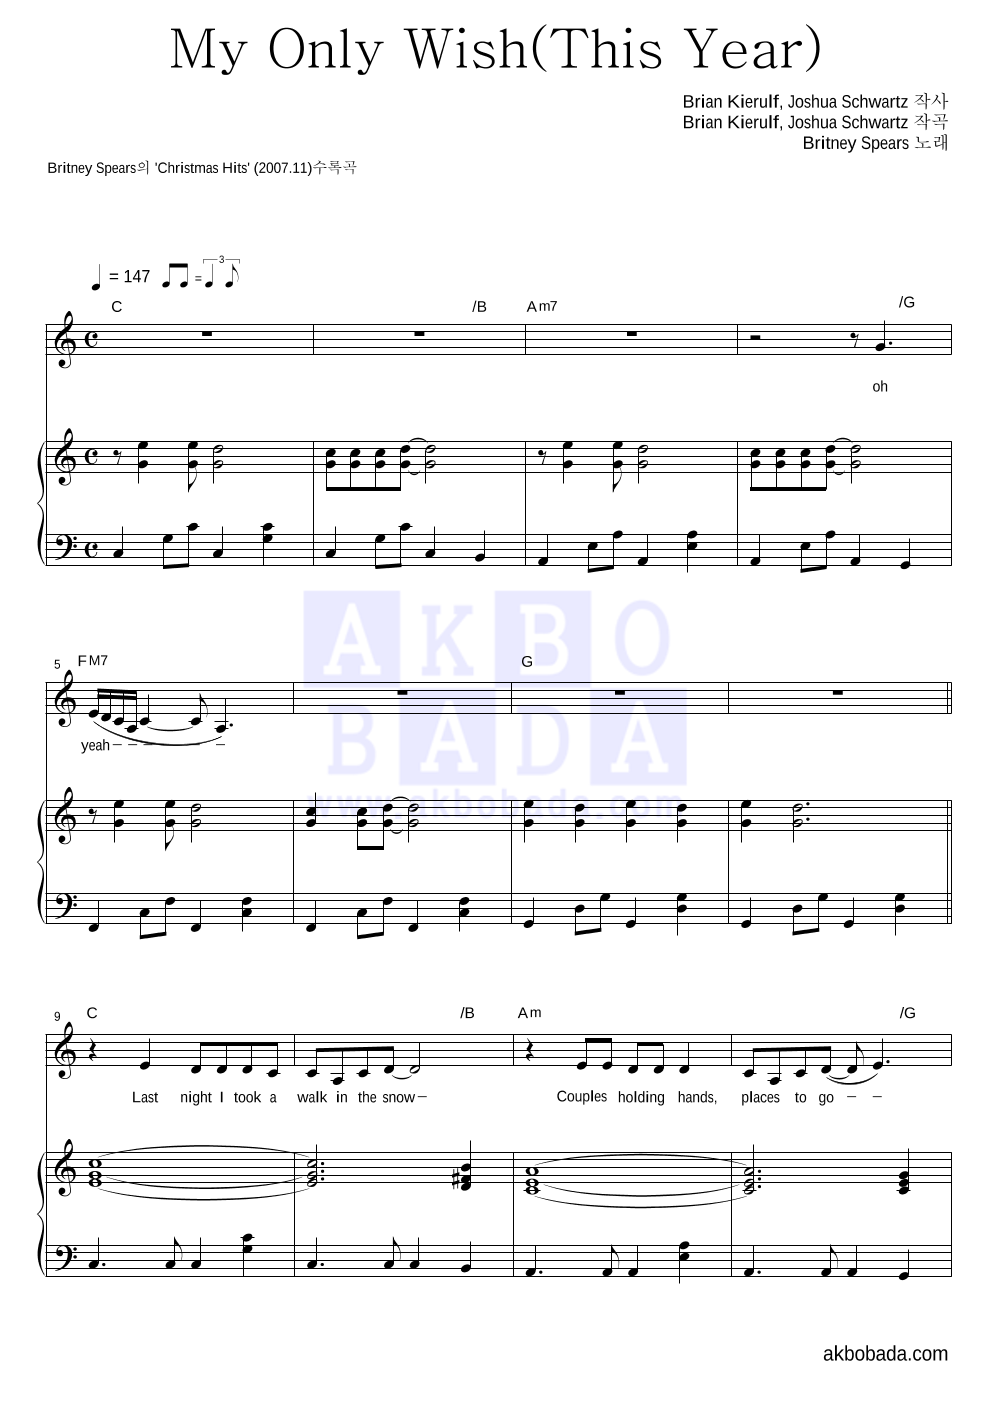 My Only Wish(This Year)
Brian Kierulf, Joshua Schwartz 작사
Brian Kierulf, Joshua Schwartz 작곡
Britney Spears 노래
Britney Spears의 'Christmas Hits' (2007.11)수록곡
= 147 = 3
C /B Am7 /G
oh
5 FM7 G
yeah
AKBO
BADA
www.akbobada.com
9 C /B Am /G
Last night I took a walk in the snow Couples holding hands, places to go
akbobada.com